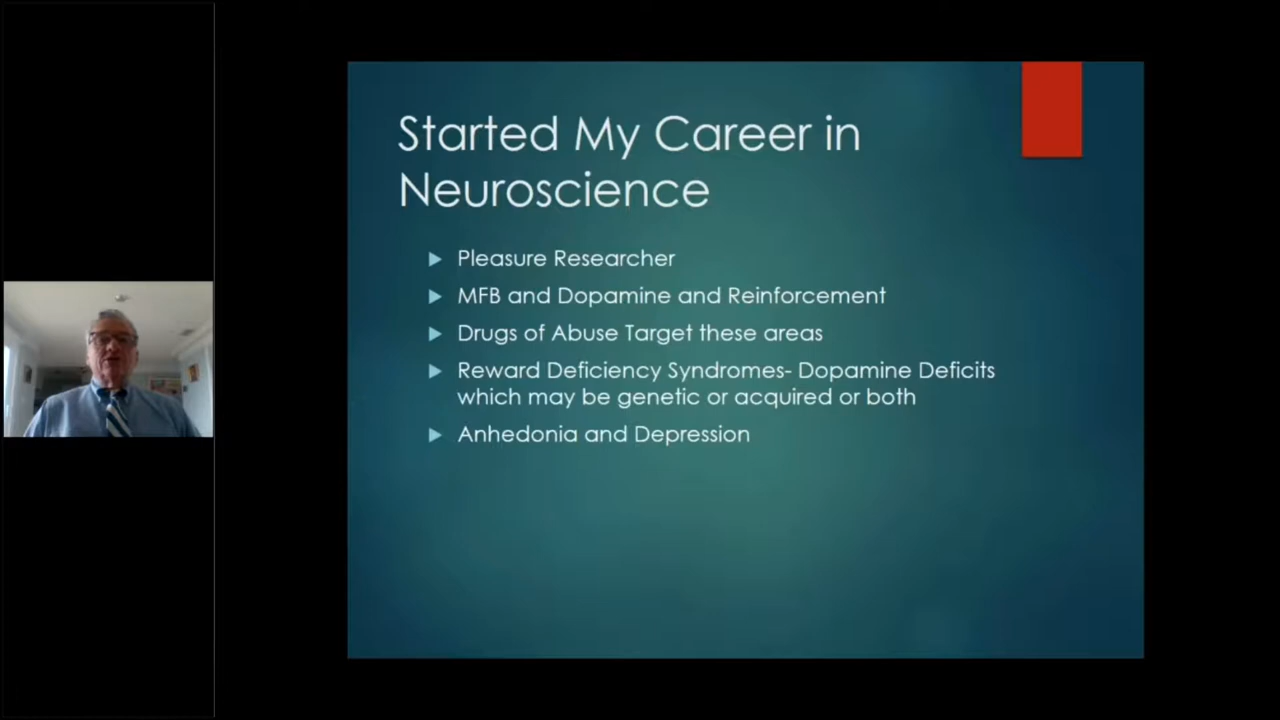 Started My Career in
Neuroscience
Pleasure Researcher
MFB and Dopamine and Reinforcement
Drugs of Abuse Target these areas
Reward Deficiency Syndromes- Dopamine Deficits
which may be genetic or acquired or both
Anhedonia and Depression